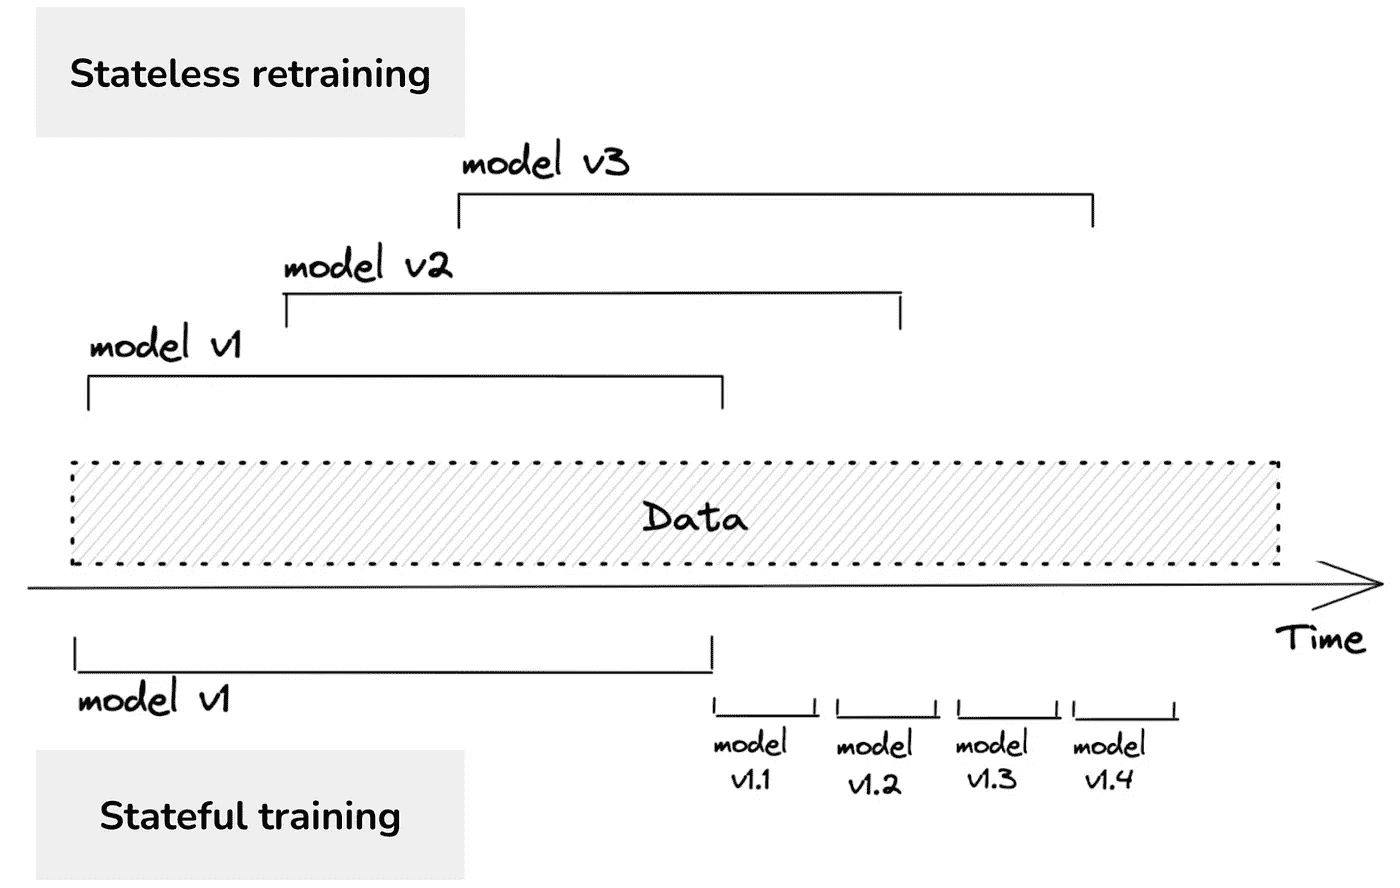 Stateless retraining
model v3
model v2
model v1
Data
Time
model v1
model
v1.1
model
v1.2
model
v1.3
model
v1.4
Stateful training